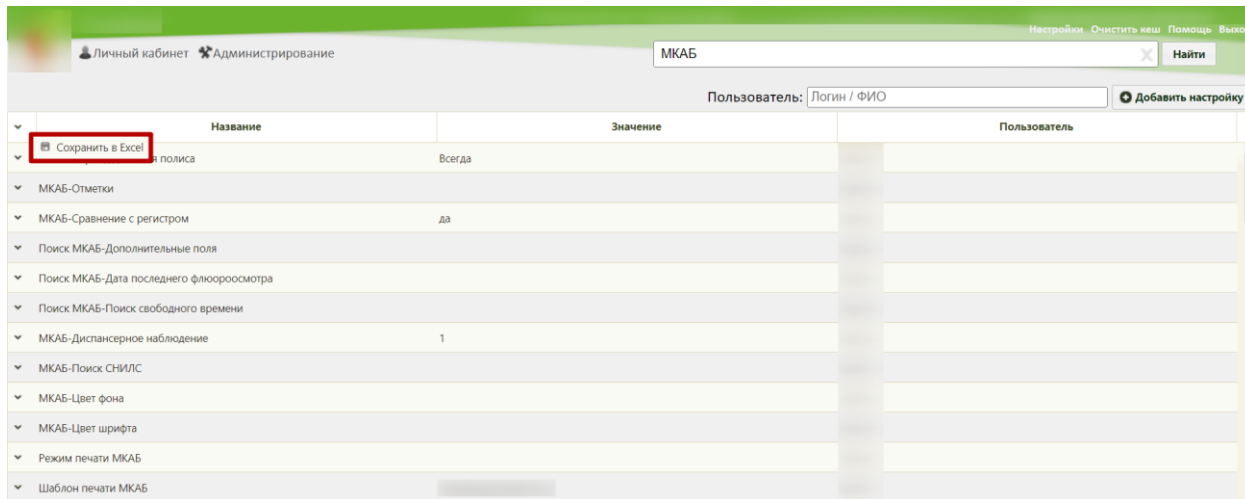 Настройки Очистить кеш Помощь
Личный кабинет Администрирование МКАБ Найти
Пользователь: Логин / ФИО Добавить настройку
Название Значение Пользователь
Сохранить в Excel
полиса Всегда
МКАБ-Отметки
МКАБ-Сравнение с регистром да
Поиск МКАБ-Дополнительные поля
Поиск МКАБ-Дата последнего флюороосмотра
Поиск МКАБ-Поиск свободного времени
МКАБ-Диспансерное наблюдение 1
МКАБ-Поиск СНИЛС
МКАБ-Цвет фона
МКАБ-Цвет шрифта
Режим печати МКАБ
Шаблон печати МКАБ